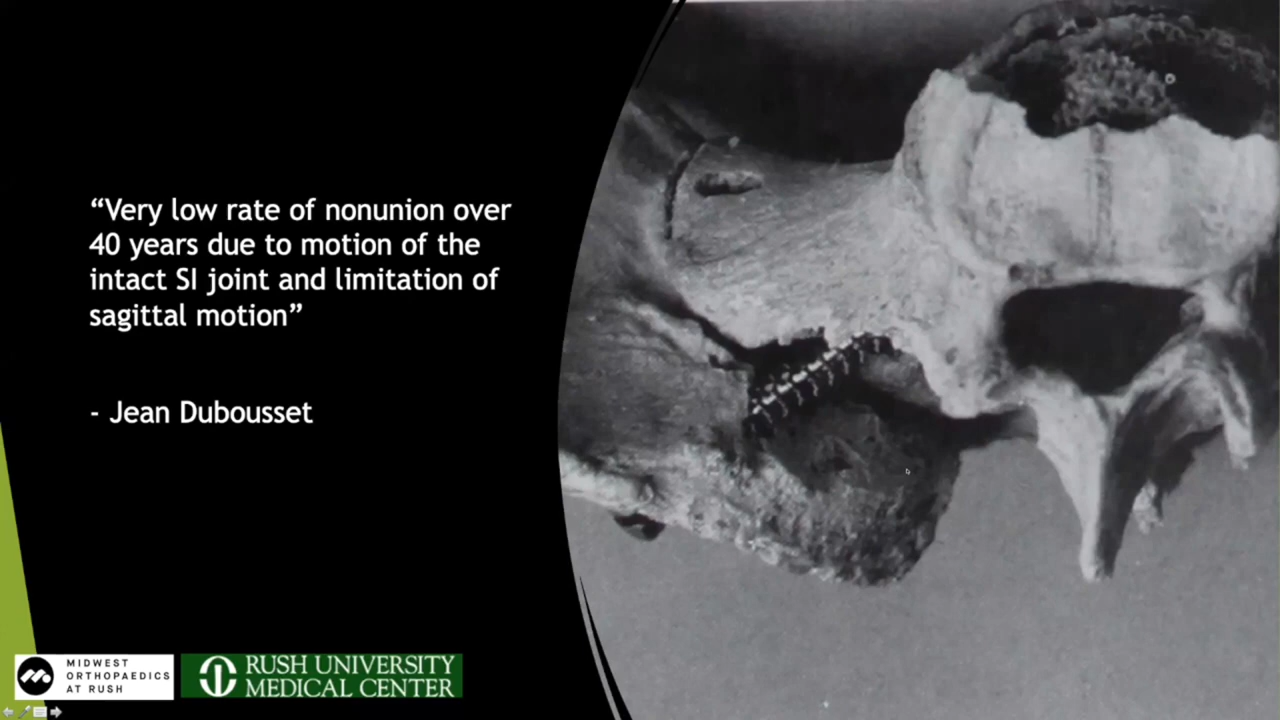 “Very low rate of nonunion over
40 years due to motion of the
intact SI joint and limitation of
sagittal motion”
- Jean Dubousset
MIDWEST
ORTHOPAEDICS
AT RUSH
RUSH UNIVERSITY
MEDICAL CENTER